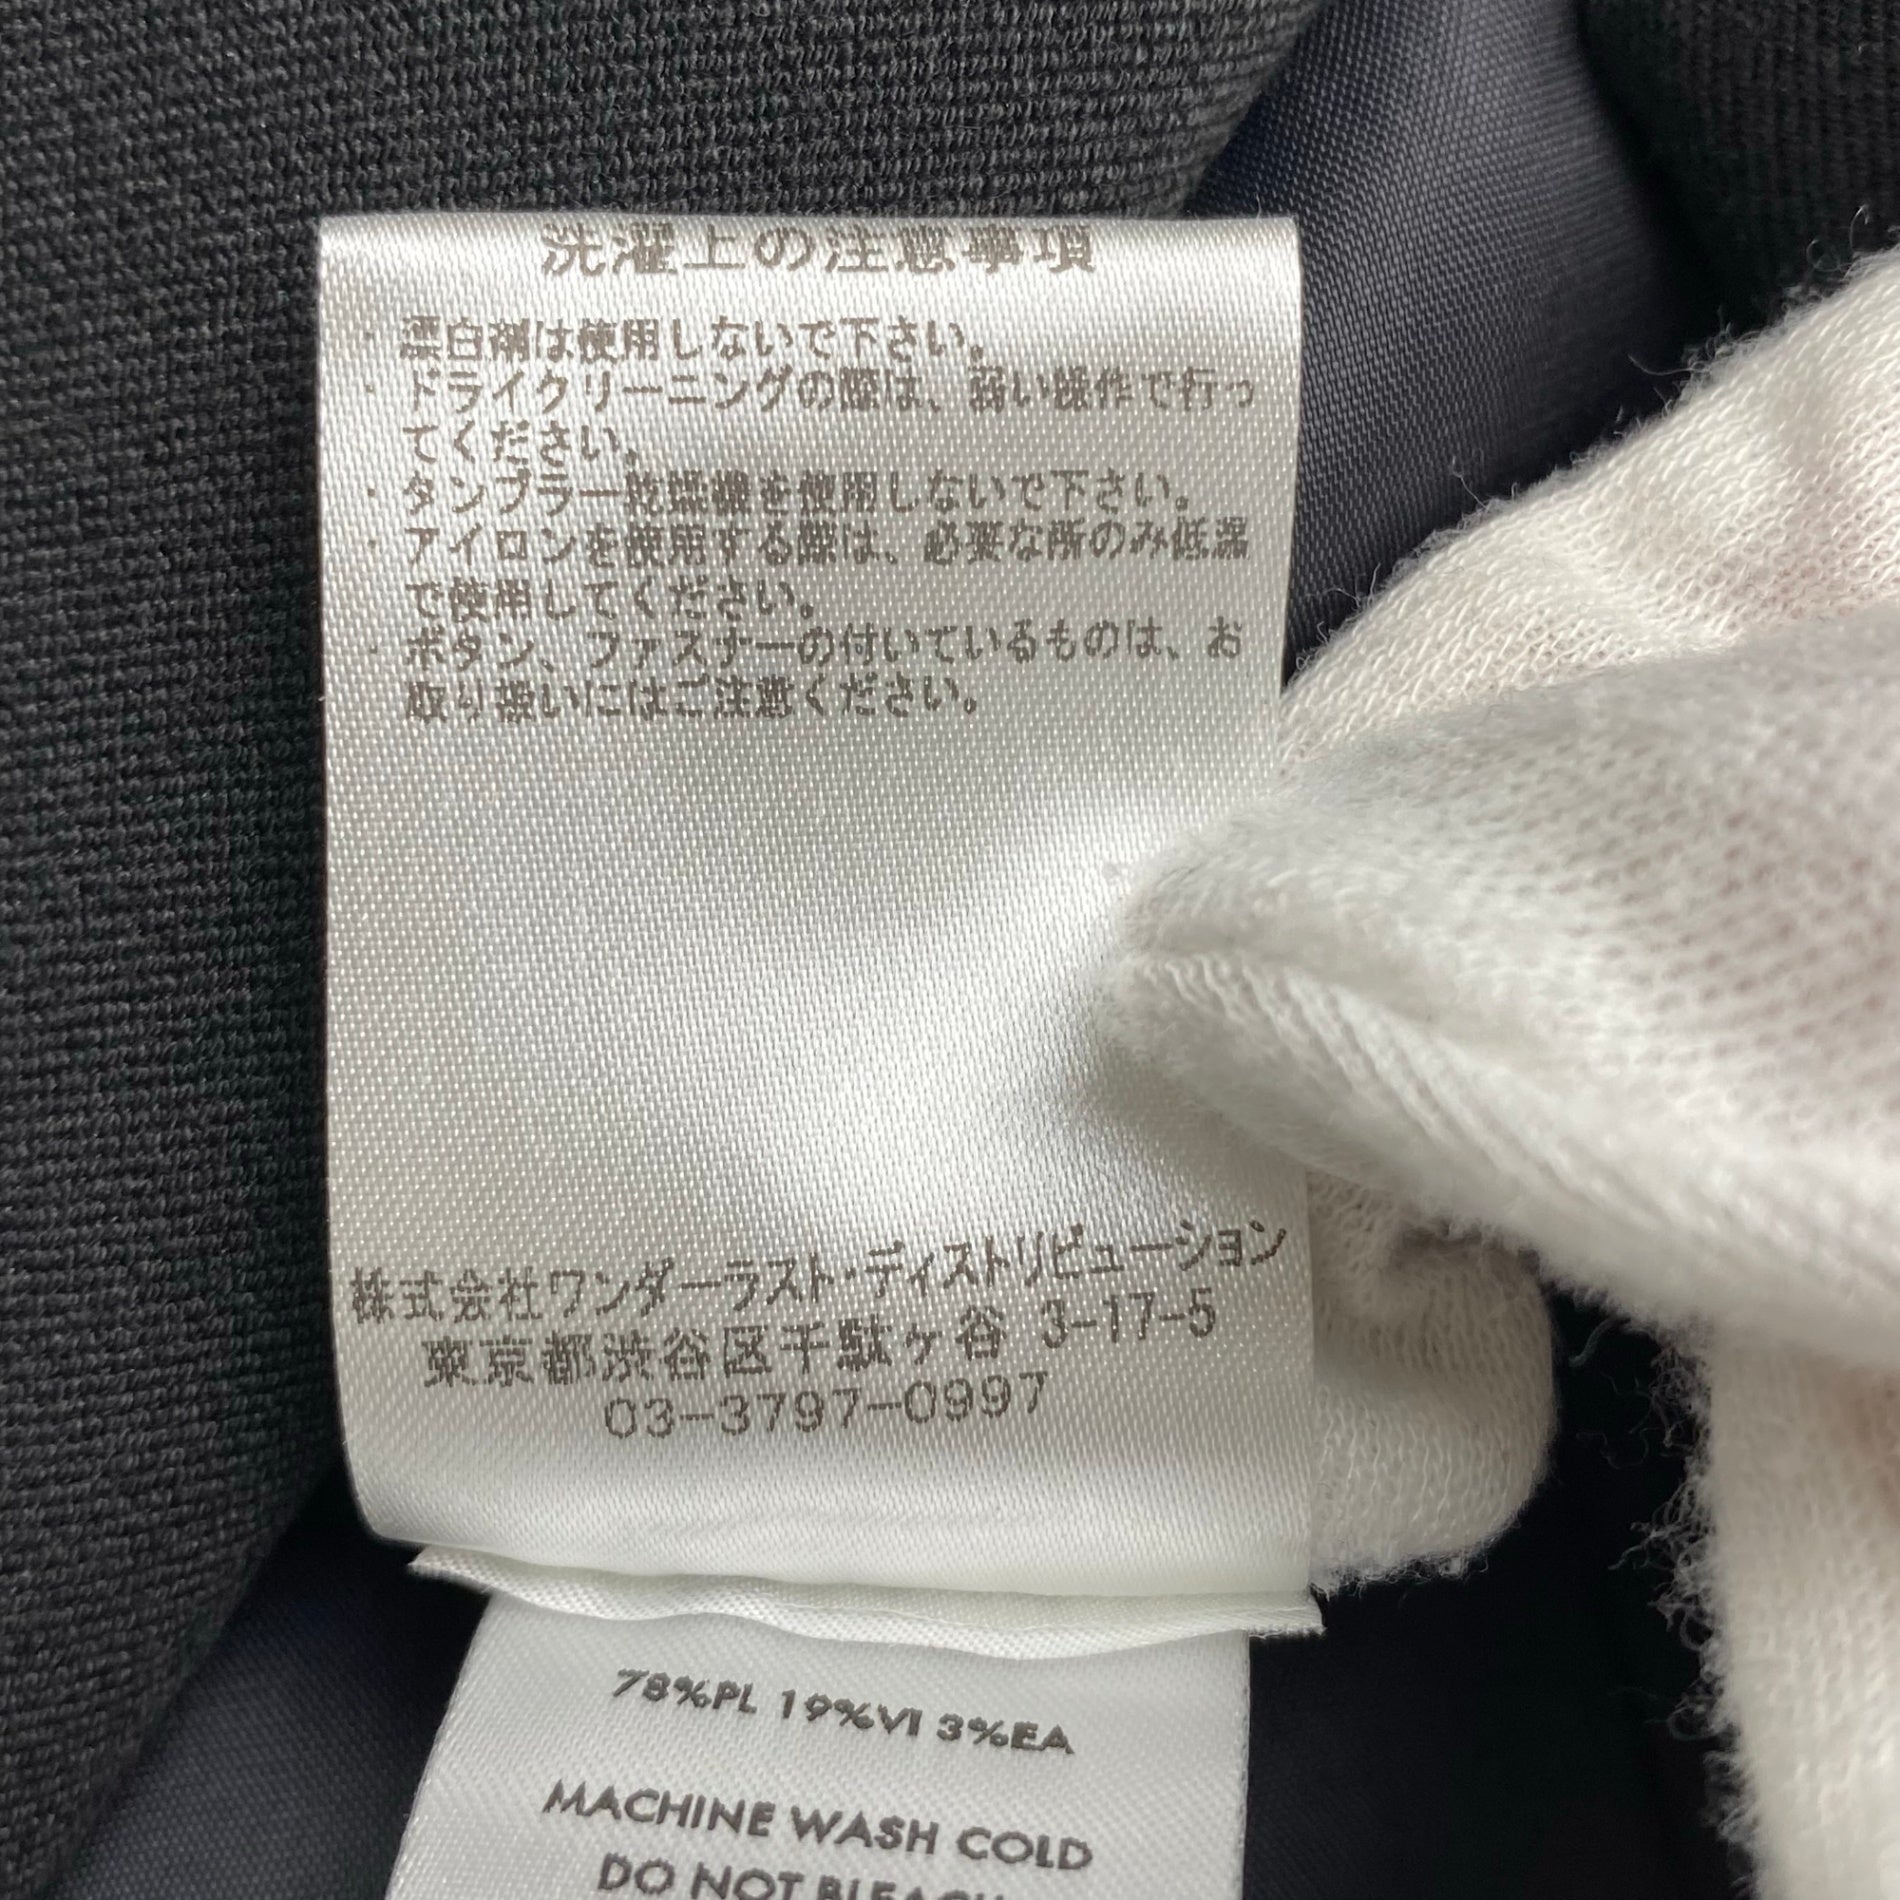 洗濯上の注意事項
・漂白剤は使用しないで下さい。
・ドライクリーニングの際は、弱い操作で行っ
てください。
・タンブラー乾燥機を使用しないで下さい。
・アイロンを使用する際は、必要な所のみ低温
で使用してください。
・ボタン、ファスナーの付いているものは、お
取り扱いにはご注意ください。
株式会社ワンダーラスト・ディストリビューション
東京都渋谷区千駄ヶ谷 3-17-5
03-3797-0997
78%PL 19%VI 3%EA
MACHINE WASH COLD
DO NOT BLEACH